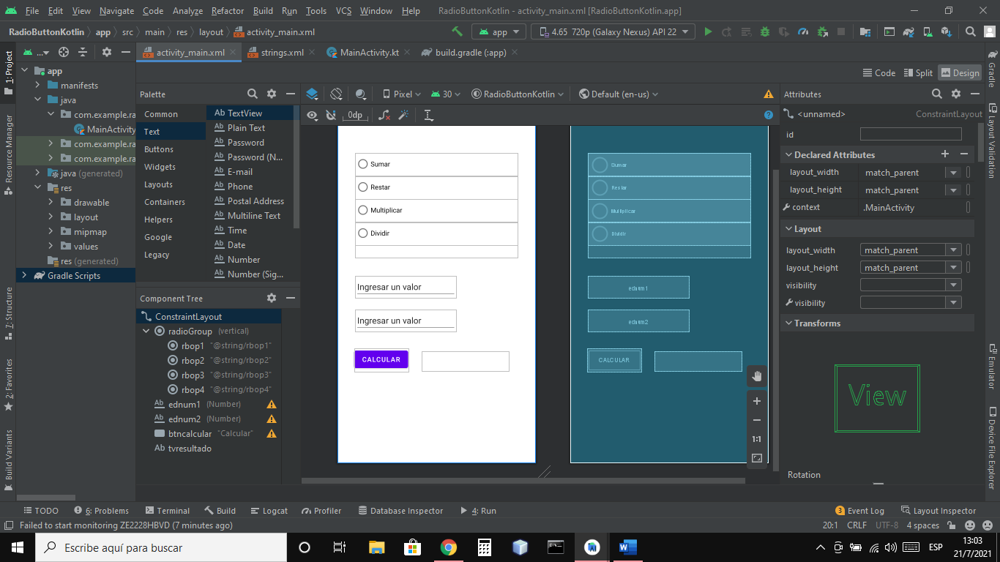 File Edit View Navigate Code Analyze Refactor Build Run Tools VCS Window Help RadioButtonKotlin - activity_main.xml [RadioButtonKotlin.app]
RadioButtonKotlin app src main res layout activity_main.xml app 4.65 720p (Galaxy Nexus) API 22
1: Project
Resource Manager
7: Structure
2: Favorites
Build Variants
... 
app
manifests
java
com.example.ra
MainActivity
com.example.ra
com.example.ra
java (generated)
res
drawable
layout
mipmap
values
res (generated)
Gradle Scripts
activity_main.xml strings.xml MainActivity.kt build.gradle (:app)
Code Split Design
Palette
Common
Text
Buttons
Widgets
Layouts
Containers
Helpers
Google
Legacy
Ab TextView
Ab Plain Text
Ab Password
Ab Password (N...
Ab E-mail
Ab Phone
Ab Postal Address
Ab Multiline Text
Ab Time
Ab Date
Ab Number
Ab Number (Sig...
Component Tree
ConstraintLayout
radioGroup (vertical)
rbop1 "@string/rbop1"
rbop2 "@string/rbop2"
rbop3 "@string/rbop3"
rbop4 "@string/rbop4"
Ab ednum1 (Number)
Ab ednum2 (Number)
btncalcular "Calcular"
Ab tvresultado
Pixel 30 RadioButtonKotlin Default (en-us)
0dp
Sumar
Restar
Multiplicar
Dividir
Ingresar un valor
Ingresar un valor
CALCULAR
Sumar
Restar
Multiplicar
Dividir
ednum1
ednum2
CALCULAR
1:1
Attributes
<unnamed> ConstraintLayout
id
Declared Attributes
layout_width match_parent
layout_height match_parent
context .MainActivity
Layout
layout_width match_parent
layout_height match_parent
visibility
visibility
Transforms
View
Rotation
Gradle
Layout Validation
Emulator
Device File Explorer
TODO 6: Problems Terminal Build Logcat Profiler Database Inspector 4: Run 3 Event Log Layout Inspector
Failed to start monitoring ZE2228HBVD (7 minutes ago) 20:1 CRLF UTF-8 4 spaces
Escribe aquí para buscar
ESP
13:03
21/7/2021